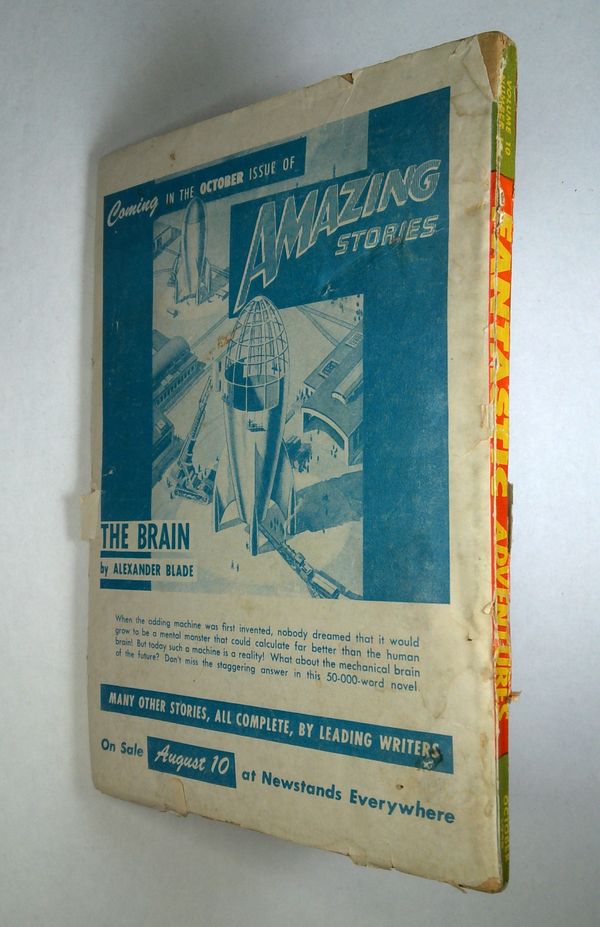 Coming IN THE OCTOBER ISSUE OF
AMAZING
STORIES
THE BRAIN
by ALEXANDER BLADE
When the adding machine was first invented, nobody dreamed that it would
grow to be a mental monster that could calculate far better than the human
brain! But today such a machine is a reality! What about the mechanical brain
of the future? Don't miss the staggering answer in this 50-000-word novel.
MANY OTHER STORIES, ALL COMPLETE, BY LEADING WRITERS
On Sale August 10 at Newstands Everywhere
VOLUME 10
NUMBER
FANTASTIC ADVENTURES
OCTOBER